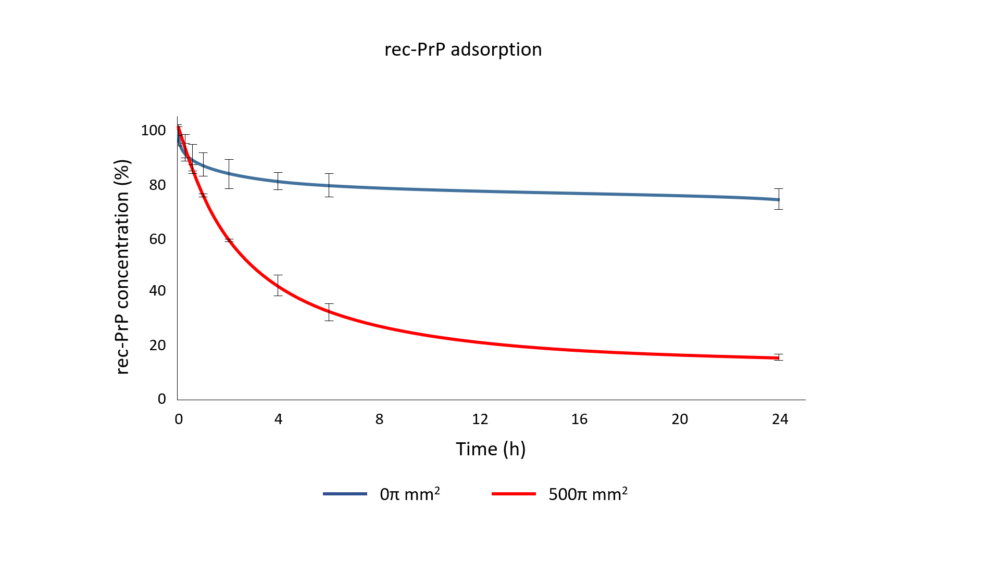 rec-PrP adsorption
rec-PrP concentration (%)
100
80
60
40
20
0
0 4 8 12 16 20 24
Time (h)
0π mm² 500π mm²